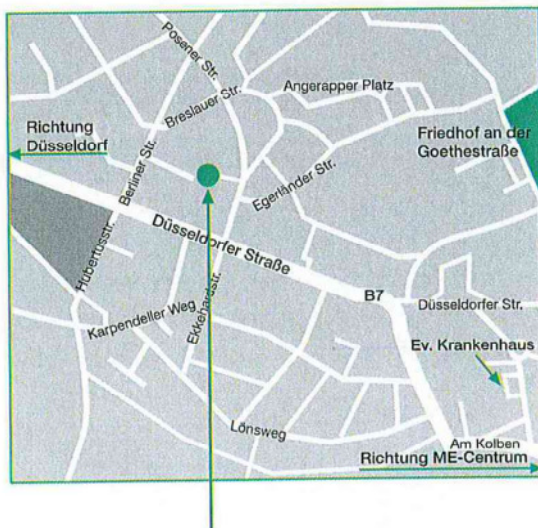 Posener Str.
Angerapper Platz
Breslauer Str.
Richtung
Düsseldorf
Friedhof an der
Goethestraße
Berliner Str.
Egerländer Str.
Düsseldorfer Straße
Hubertusstr.
B7
Düsseldorfer Str.
Karpendeller Weg
Ekkehardstr.
Ev. Krankenhaus
Lönsweg
Am Kolben
Richtung ME-Centrum